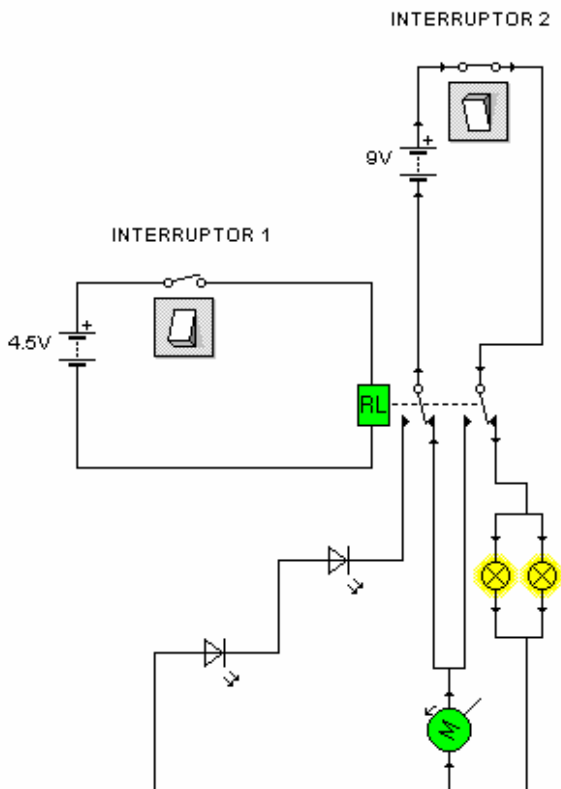 INTERRUPTOR 2
9V
INTERRUPTOR 1
4.5V
RL
M